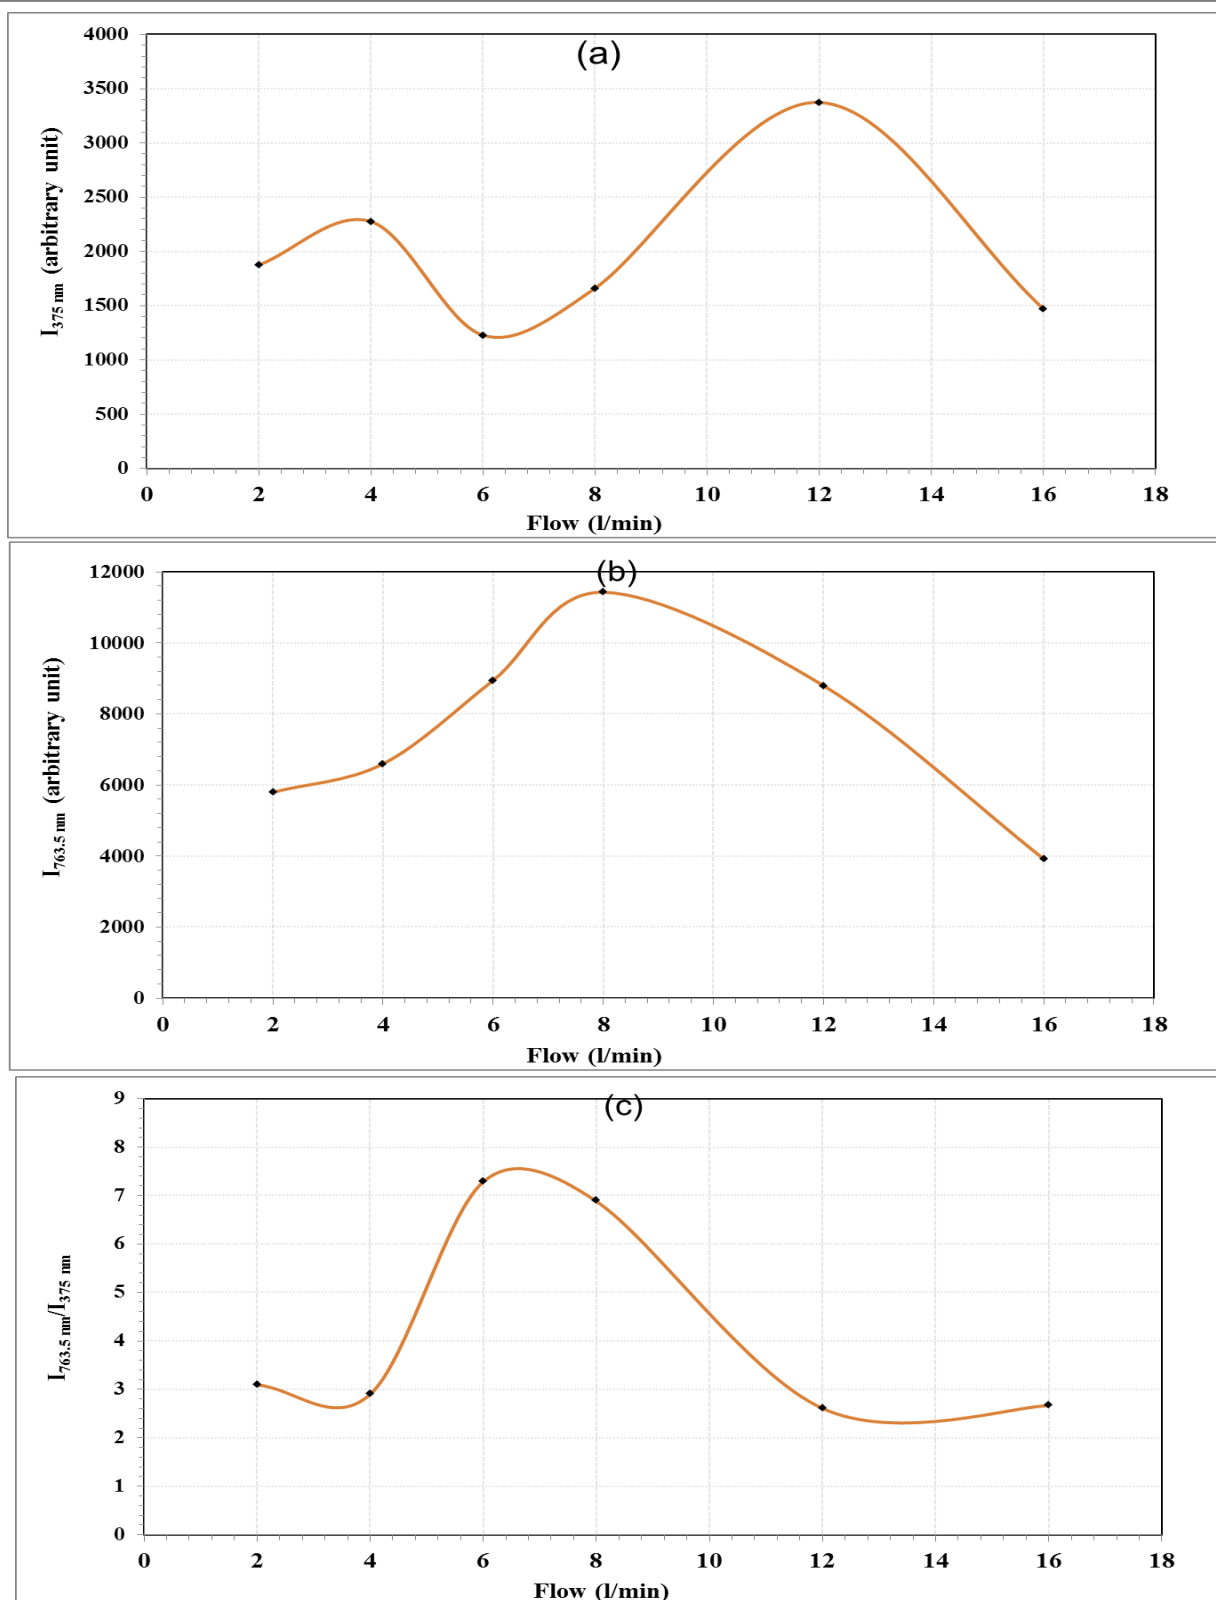 (a)
4000
3500
3000
2500
2000
1500
1000
500
0
I375 nm (arbitrary unit)
0 2 4 6 8 10 12 14 16 18
Flow (l/min)
(b)
12000
10000
8000
6000
4000
2000
0
I763.5 nm (arbitrary unit)
0 2 4 6 8 10 12 14 16 18
Flow (l/min)
(c)
9
8
7
6
5
4
3
2
1
0
I763.5 nm/I375 nm
0 2 4 6 8 10 12 14 16 18
Flow (l/min)